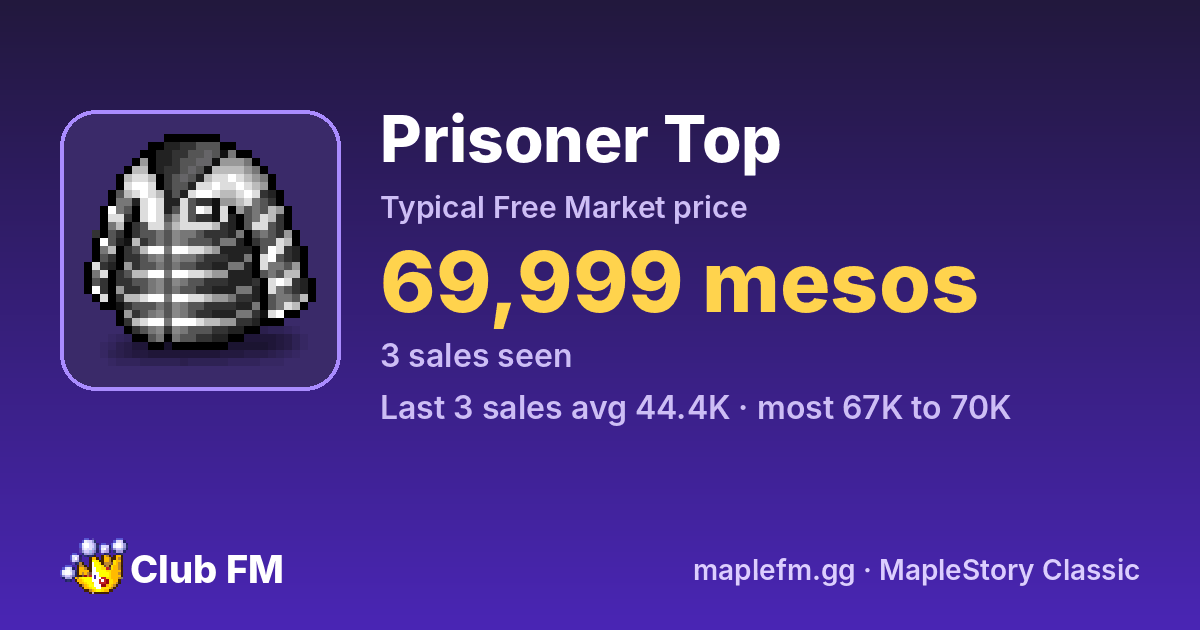 Prisoner Top
Typical Free Market price
69,999 mesos
3 sales seen
Last 3 sales avg 44.4K · most 67K to 70K
Club FM
maplefm.gg · MapleStory Classic